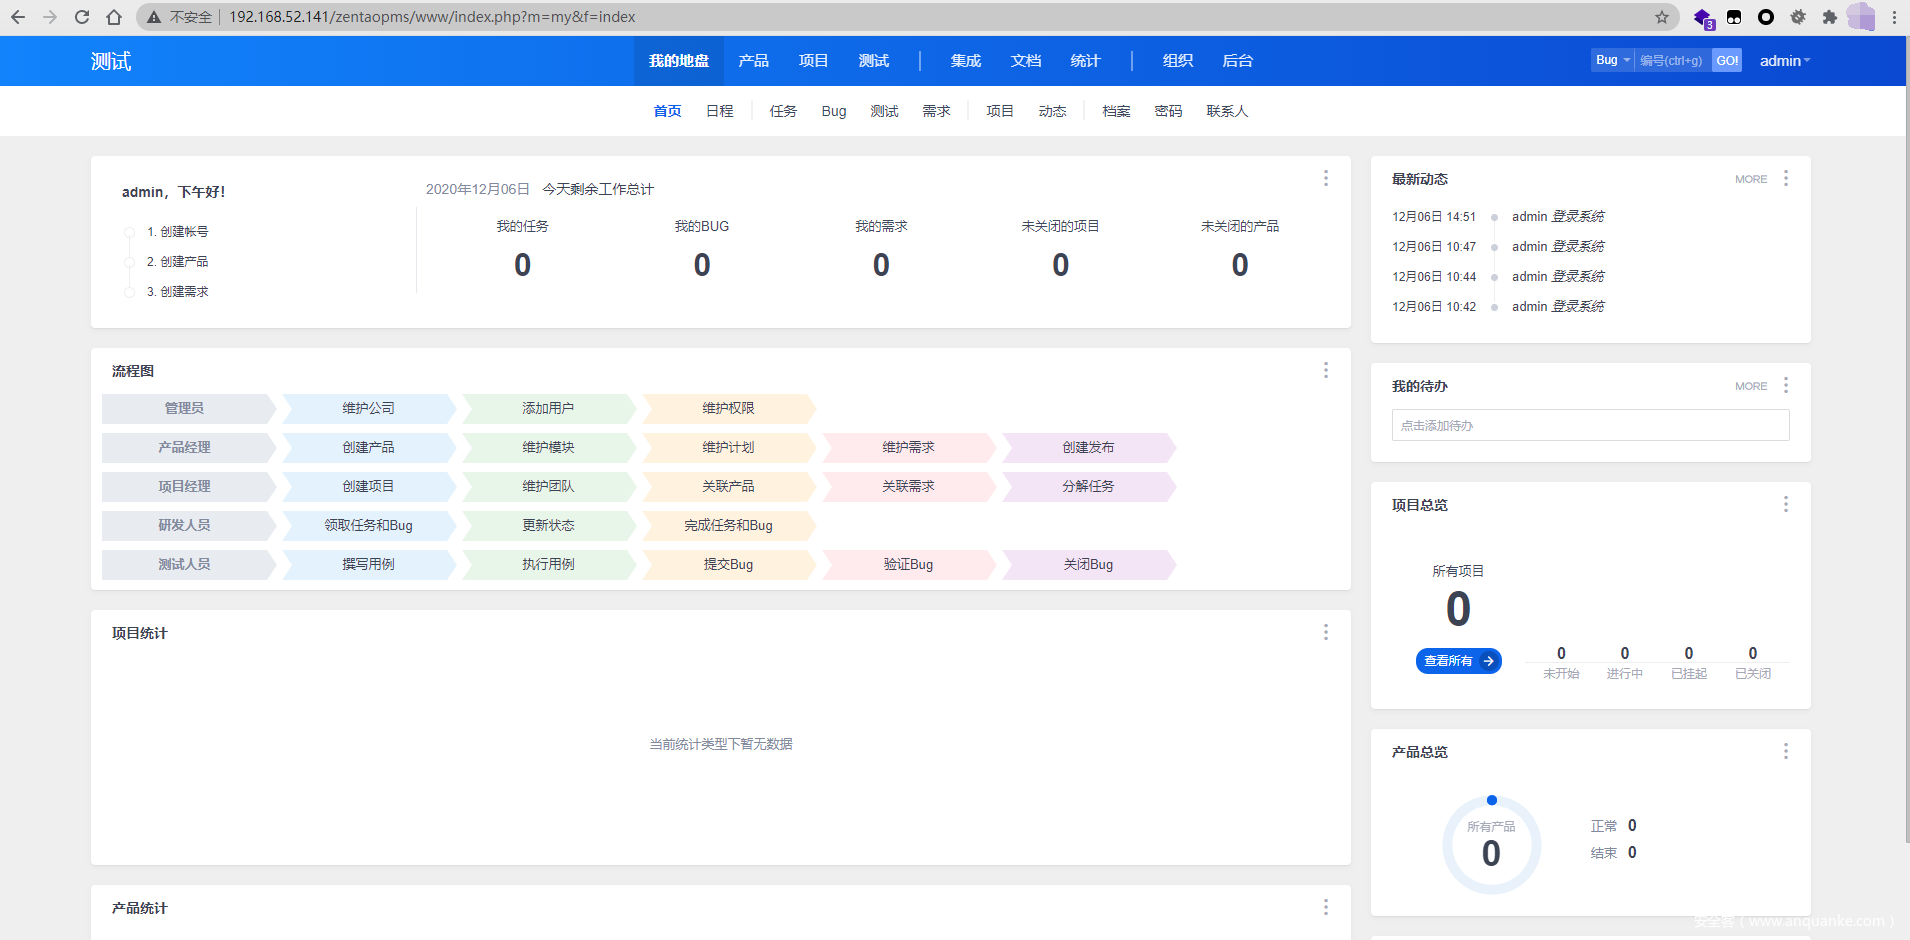 不安全 192.168.52.141/zentaopms/www/index.php?m=my&f=index
3
测试 我的地盘 产品 项目 测试 集成 文档 统计 组织 后台 Bug 编号(ctrl+g) GO! admin
首页 日程 任务 Bug 测试 需求 项目 动态 档案 密码 联系人
admin，下午好！
1. 创建帐号
2. 创建产品
3. 创建需求
2020年12月06日 今天剩余工作总计
我的任务 我的BUG 我的需求 未关闭的项目 未关闭的产品
0 0 0 0 0
流程图
管理员 维护公司 添加用户 维护权限
产品经理 创建产品 维护模块 维护计划 维护需求 创建发布
项目经理 创建项目 维护团队 关联产品 关联需求 分解任务
研发人员 领取任务和Bug 更新状态 完成任务和Bug
测试人员 撰写用例 执行用例 提交Bug 验证Bug 关闭Bug
项目统计
当前统计类型下暂无数据
产品统计
最新动态 MORE
12月06日 14:51 admin 登录系统
12月06日 10:47 admin 登录系统
12月06日 10:44 admin 登录系统
12月06日 10:42 admin 登录系统
我的待办 MORE
点击添加待办
项目总览
所有项目
0
查看所有
0 0 0 0
未开始 进行中 已挂起 已关闭
产品总览
所有产品
0
正常 0
结束 0
安全客（www.anquanke.com）